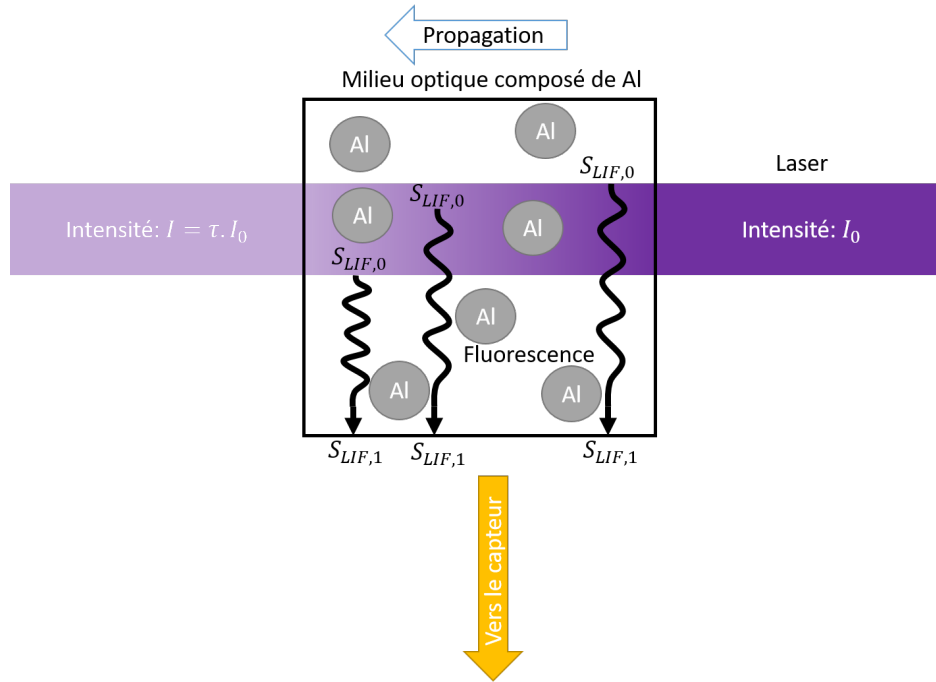 Propagation
Milieu optique composé de Al
Al
Al
Laser
S_{LIF,0}
S_{LIF,0}
Al
Al
Intensité: I = τ. I_0
Intensité: I_0
S_{LIF,0}
Al
Fluorescence
Al
Al
S_{LIF,1}
S_{LIF,1}
S_{LIF,1}
Vers le capteur